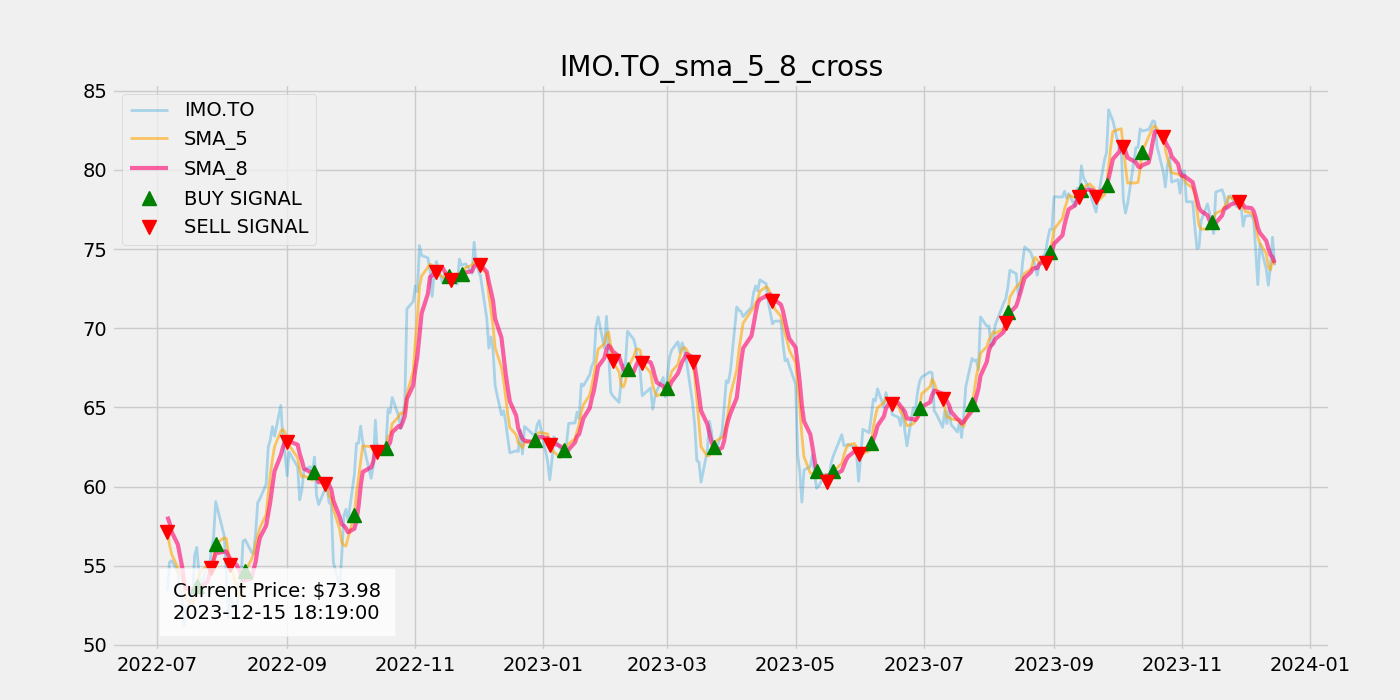 IMO.TO_sma_5_8_cross
85
80
75
70
65
60
55
50
IMO.TO
SMA_5
SMA_8
BUY SIGNAL
SELL SIGNAL
Current Price: $73.98
2023-12-15 18:19:00
2022-07 2022-09 2022-11 2023-01 2023-03 2023-05 2023-07 2023-09 2023-11 2024-01